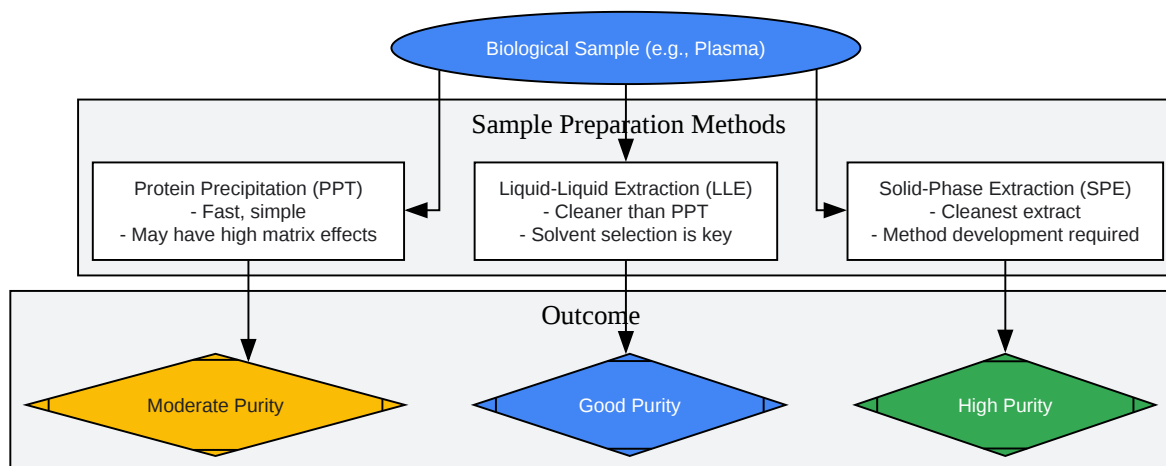 Biological Sample (e.g., Plasma)
Sample Preparation Methods
Protein Precipitation (PPT)
- Fast, simple
- May have high matrix effects
Liquid-Liquid Extraction (LLE)
- Cleaner than PPT
- Solvent selection is key
Solid-Phase Extraction (SPE)
- Cleanest extract
- Method development required
Outcome
Moderate Purity
Good Purity
High Purity